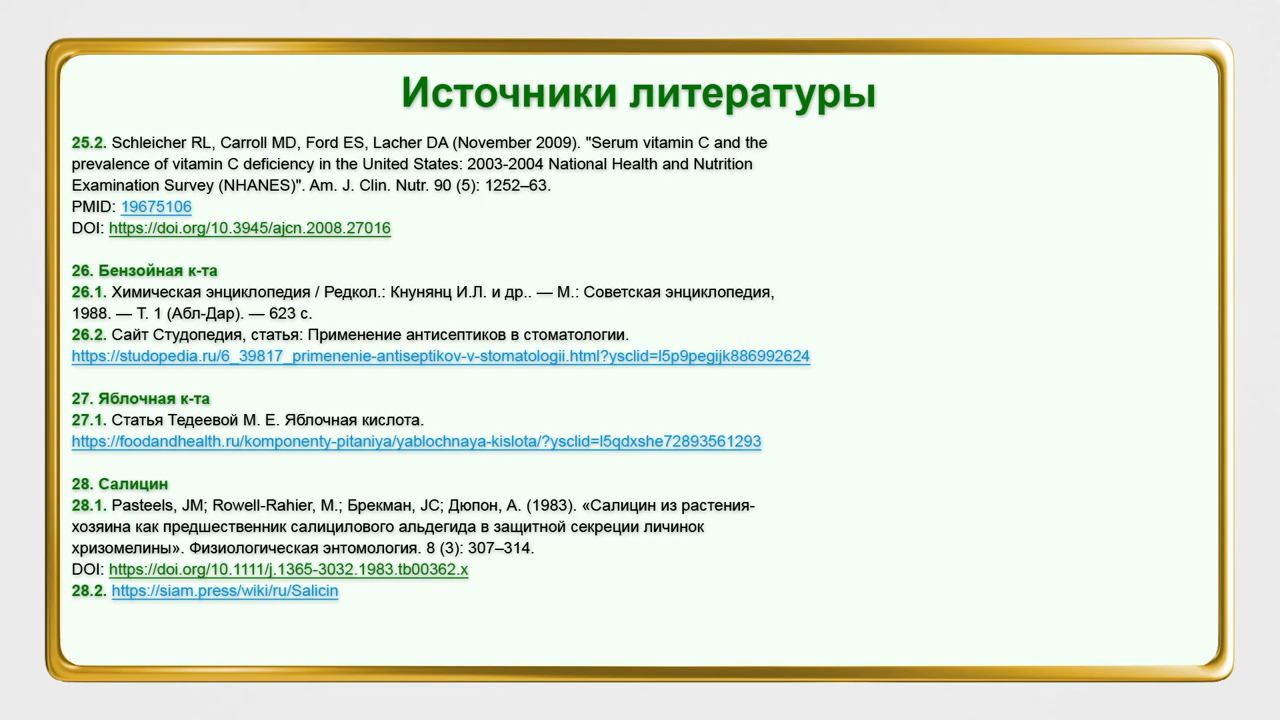 Источники литературы
25.2. Schleicher RL, Carroll MD, Ford ES, Lacher DA (November 2009). "Serum vitamin C and the
prevalence of vitamin C deficiency in the United States: 2003-2004 National Health and Nutrition
Examination Survey (NHANES)". Am. J. Clin. Nutr. 90 (5): 1252–63.
PMID: 19675106
DOI: https://doi.org/10.3945/ajcn.2008.27016
26. Бензойная к-та
26.1. Химическая энциклопедия / Редкол.: Кнунянц И.Л. и др.. — М.: Советская энциклопедия,
1988. — Т. 1 (Абл-Дар). — 623 с.
26.2. Сайт Студопедия, статья: Применение антисептиков в стоматологии.
https://studopedia.ru/6_39817_primenenie-antiseptikov-v-stomatologii.html?ysclid=l5p9pegijk886992624
27. Яблочная к-та
27.1. Статья Тедеевой М. Е. Яблочная кислота.
https://foodandhealth.ru/komponenty-pitaniya/yablochnaya-kislota/?ysclid=l5qdxshe72893561293
28. Салицин
28.1. Pasteels, JM; Rowell-Rahier, M.; Брекман, JC; Дюпон, А. (1983). «Салицин из растения-
хозяина как предшественник салицилового альдегида в защитной секреции личинок
хризомелины». Физиологическая энтомология. 8 (3): 307–314.
DOI: https://doi.org/10.1111/j.1365-3032.1983.tb00362.x
28.2. https://siam.press/wiki/ru/Salicin